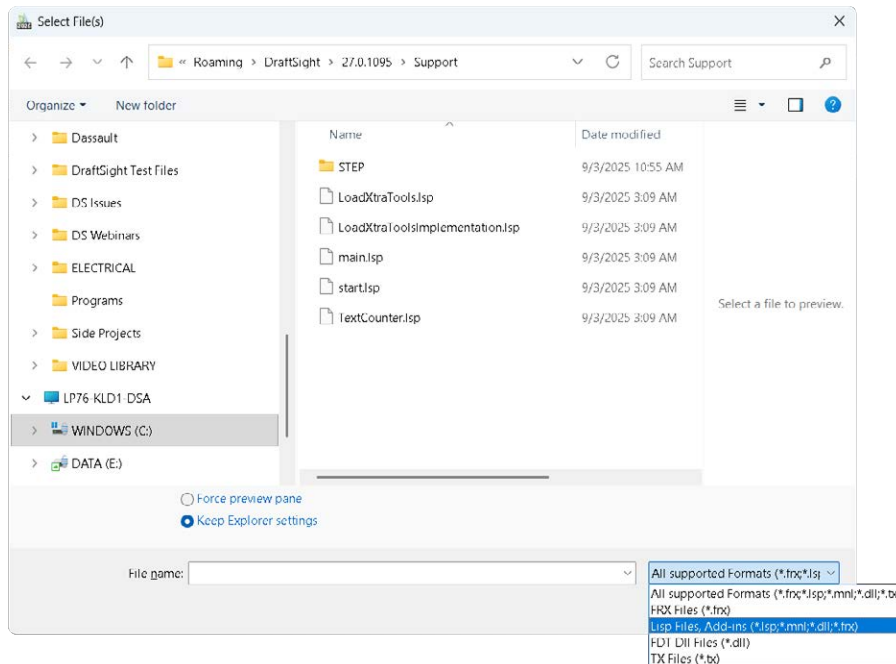 Select File(s)
« Roaming > DraftSight > 27.0.1095 > Support
Search Support
Organize
New folder
Dassault
DraftSight Test Files
DS Issues
DS Webinars
ELECTRICAL
Programs
Side Projects
VIDEO LIBRARY
LP76-KLD1-DSA
WINDOWS (C:)
DATA (E:)
Name Date modified
STEP 9/3/2025 10:55 AM
LoadXtraTools.lsp 9/3/2025 3:09 AM
LoadXtraToolsImplementation.lsp 9/3/2025 3:09 AM
main.lsp 9/3/2025 3:09 AM
start.lsp 9/3/2025 3:09 AM
TextCounter.lsp 9/3/2025 3:09 AM
Select a file to preview.
Force preview pane
Keep Explorer settings
File name:
All supported Formats (*.frx;*.lsp
All supported Formats (*.frx;*.lsp;*.mnl;*.dll;*.tx
FRX Files (*.frx)
Lisp Files, Add-ins (*.lsp;*.mnl;*.dll;*.frx)
FDT Dll Files (*.dll)
TX Files (*.tx)